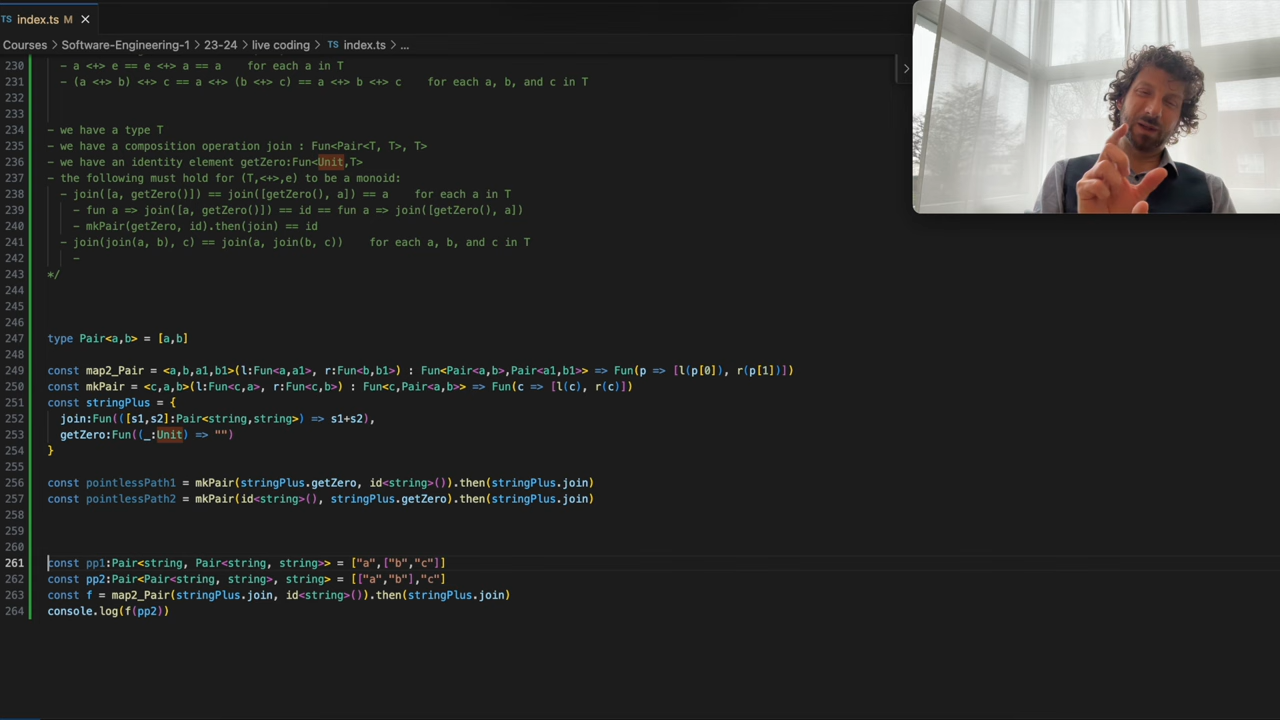 TS index.ts M ×
Courses > Software-Engineering-1 > 23-24 > live coding > TS index.ts > ...
230 - a <+> e == e <+> a == a    for each a in T
231 - (a <+> b) <+> c == a <+> (b <+> c) == a <+> b <+> c    for each a, b, and c in T
232
233
234 - we have a type T
235 - we have a composition operation join : Fun<Pair<T, T>, T>
236 - we have an identity element getZero:Fun<Unit,T>
237 - the following must hold for (T,<+>,e) to be a monoid:
238   - join([a, getZero()]) == join([getZero(), a]) == a    for each a in T
239     - fun a => join([a, getZero()]) == id == fun a => join([getZero(), a])
240     - mkPair(getZero, id).then(join) == id
241   - join(join(a, b), c) == join(a, join(b, c))    for each a, b, and c in T
242     -
243 */
244
245
246
247 type Pair<a,b> = [a,b]
248
249 const map2_Pair = <a,b,a1,b1>(l:Fun<a,a1>, r:Fun<b,b1>) : Fun<Pair<a,b>,Pair<a1,b1>> => Fun(p => [l(p[0]), r(p[1])])
250 const mkPair = <c,a,b>(l:Fun<c,a>, r:Fun<c,b>) : Fun<c,Pair<a,b>> => Fun(c => [l(c), r(c)])
251 const stringPlus = {
252   join:Fun(([s1,s2]:Pair<string,string>) => s1+s2),
253   getZero:Fun((_:Unit) => "")
254 }
255
256 const pointlessPath1 = mkPair(stringPlus.getZero, id<string>()).then(stringPlus.join)
257 const pointlessPath2 = mkPair(id<string>(), stringPlus.getZero).then(stringPlus.join)
258
259
260
261 const pp1:Pair<string, Pair<string, string>> = ["a",["b","c"]]
262 const pp2:Pair<Pair<string, string>, string> = [["a","b"],"c"]
263 const f = map2_Pair(stringPlus.join, id<string>()).then(stringPlus.join)
264 console.log(f(pp2))